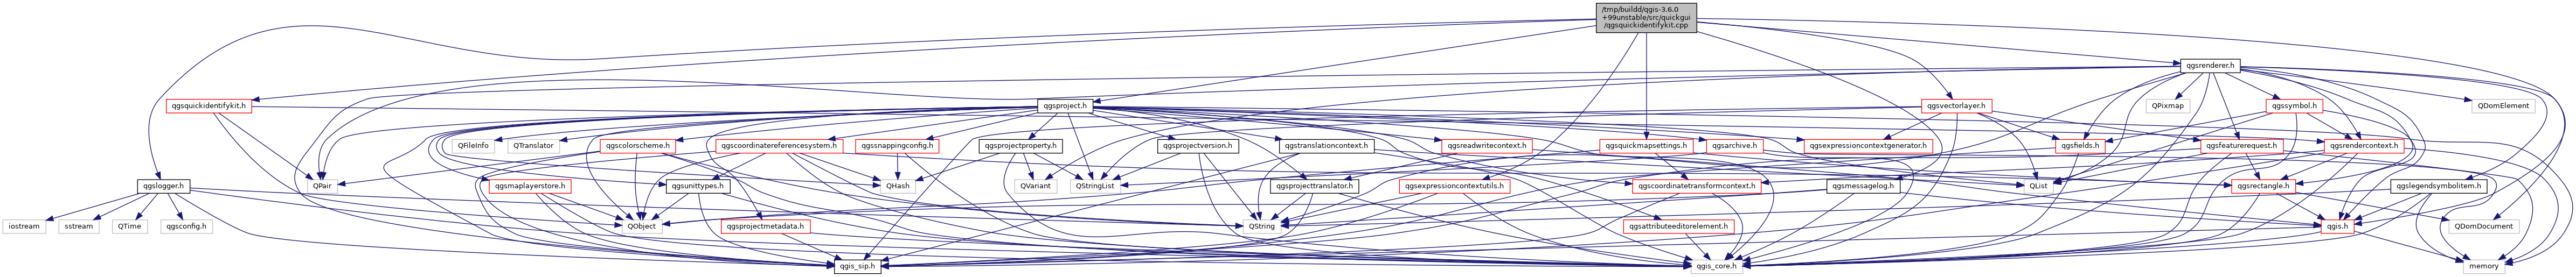 /tmp/buildd/qgis-3.6.0
+99unstable/src/quickgui
/qgsquickidentifykit.cpp
qgsrenderer.h
qgsquickidentifykit.h
qgsproject.h
qgsvectorlayer.h
QPixmap
qgssymbol.h
QDomElement
QFileInfo
QTranslator
qgscolorscheme.h
qgscoordinatereferencesystem.h
qgssnappingconfig.h
qgsprojectproperty.h
qgsprojectversion.h
qgstranslationcontext.h
qgsreadwritecontext.h
qgsquickmapsettings.h
qgsarchive.h
qgsexpressioncontextgenerator.h
qgsfields.h
qgsfeaturerequest.h
qgsrendercontext.h
qgslogger.h
QPair
qgsmaplayerstore.h
qgsunittypes.h
QHash
QVariant
QStringList
qgsprojecttranslator.h
qgsexpressioncontextutils.h
qgscoordinatetransformcontext.h
qgsmessagelog.h
QList
qgsrectangle.h
qgslegendsymbolitem.h
iostream
sstream
QTime
qgsconfig.h
QObject
qgsprojectmetadata.h
QString
qgsattributeeditorelement.h
qgis.h
QDomDocument
qgis_sip.h
qgis_core.h
memory